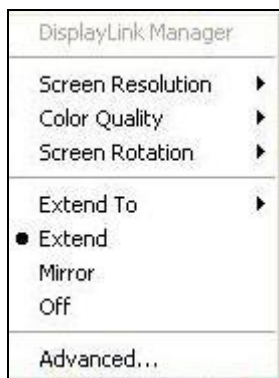 DisplayLink Manager
Screen Resolution
Color Quality
Screen Rotation
Extend To
Extend
Mirror
Off
Advanced...